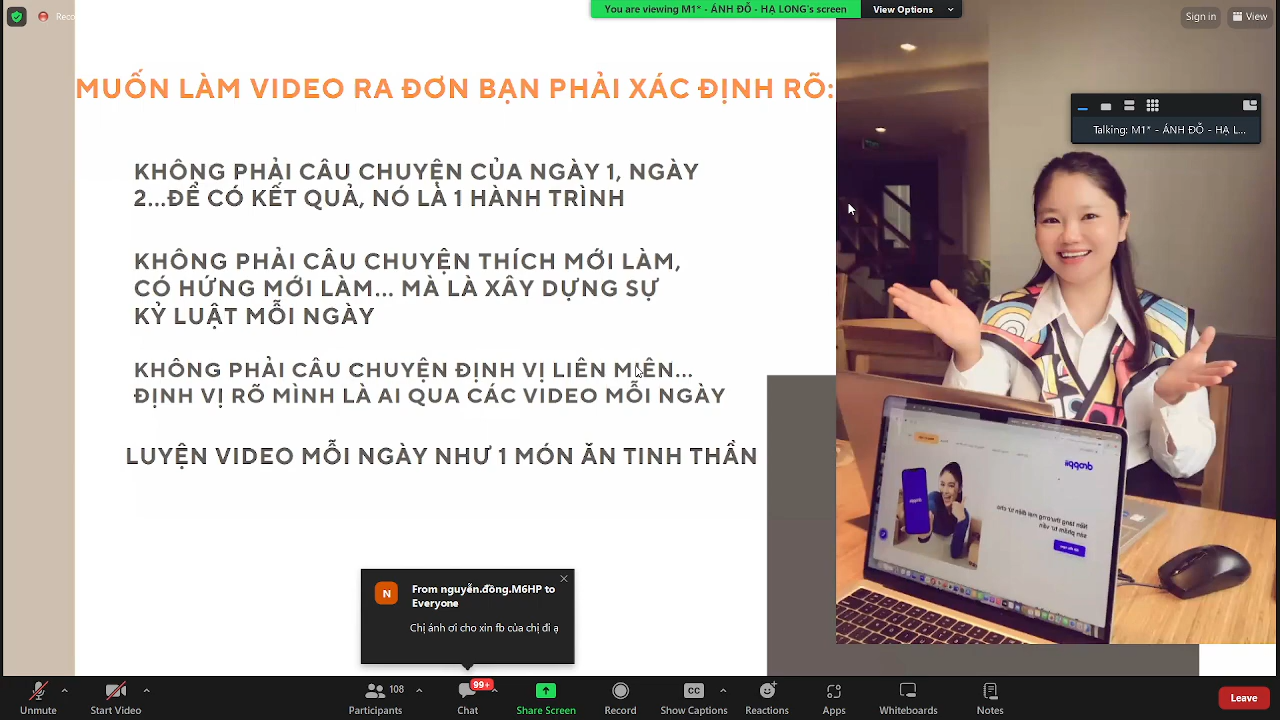 Reco
You are viewing M1* - ÁNH ĐỖ - HẠ LONG's screen
View Options
Sign in
View
MUỐN LÀM VIDEO RA ĐƠN BẠN PHẢI XÁC ĐỊNH RÕ:
Talking: M1* - ÁNH ĐỖ - HẠ L...
KHÔNG PHẢI CÂU CHUYỆN CỦA NGÀY 1, NGÀY
2...ĐỂ CÓ KẾT QUẢ, NÓ LÀ 1 HÀNH TRÌNH
KHÔNG PHẢI CÂU CHUYỆN THÍCH MỚI LÀM,
CÓ HỨNG MỚI LÀM... MÀ LÀ XÂY DỰNG SỰ
KỶ LUẬT MỖI NGÀY
KHÔNG PHẢI CÂU CHUYỆN ĐỊNH VỊ LIÊN MIÊN...
ĐỊNH VỊ RÕ MÌNH LÀ AI QUA CÁC VIDEO MỖI NGÀY
LUYỆN VIDEO MỖI NGÀY NHƯ 1 MÓN ĂN TINH THẦN
droppii
N
From nguyễn.đồng.M6HP to
Everyone
Chị ánh ơi cho xin fb của chị đi ạ
Unmute
Start Video
Participants
108
Chat
99+
Share Screen
Record
CC
Show Captions
Reactions
Apps
Whiteboards
Notes
Leave